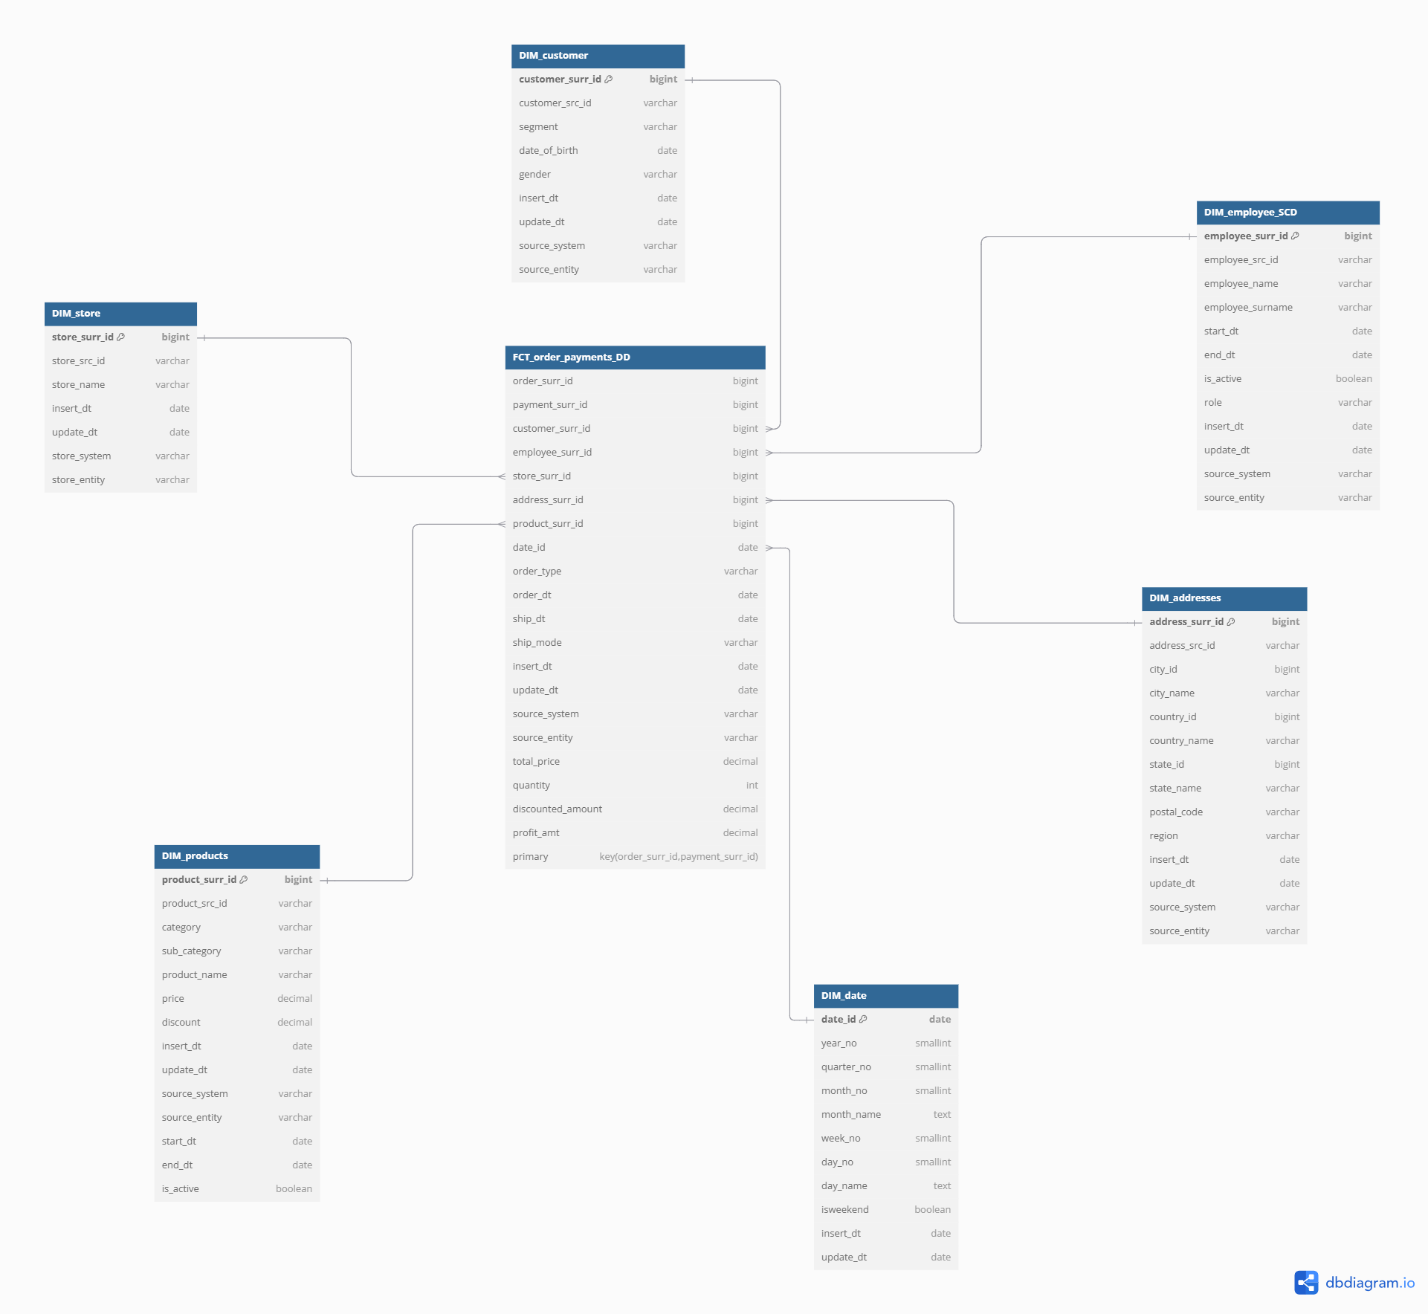 DIM_customer
customer_surr_id bigint
customer_src_id varchar
segment varchar
date_of_birth date
gender varchar
insert_dt date
update_dt date
source_system varchar
source_entity varchar
DIM_employee_SCD
employee_surr_id bigint
employee_src_id varchar
employee_name varchar
employee_surname varchar
start_dt date
end_dt date
is_active boolean
role varchar
insert_dt date
update_dt date
source_system varchar
source_entity varchar
DIM_store
store_surr_id bigint
store_src_id varchar
store_name varchar
insert_dt date
update_dt date
store_system varchar
store_entity varchar
FCT_order_payments_DD
order_surr_id bigint
payment_surr_id bigint
customer_surr_id bigint
employee_surr_id bigint
store_surr_id bigint
address_surr_id bigint
product_surr_id bigint
date_id date
order_type varchar
order_dt date
ship_dt date
ship_mode varchar
insert_dt date
update_dt date
source_system varchar
source_entity varchar
total_price decimal
quantity int
discounted_amount decimal
profit_amt decimal
primary key(order_surr_id,payment_surr_id)
DIM_addresses
address_surr_id bigint
address_src_id varchar
city_id bigint
city_name varchar
country_id bigint
country_name varchar
state_id bigint
state_name varchar
postal_code varchar
region varchar
insert_dt date
update_dt date
source_system varchar
source_entity varchar
DIM_products
product_surr_id bigint
product_src_id varchar
category varchar
sub_category varchar
product_name varchar
price decimal
discount decimal
insert_dt date
update_dt date
source_system varchar
source_entity varchar
start_dt date
end_dt date
is_active boolean
DIM_date
date_id date
year_no smallint
quarter_no smallint
month_no smallint
month_name text
week_no smallint
day_no smallint
day_name text
isweekend boolean
insert_dt date
update_dt date
dbdiagram.io